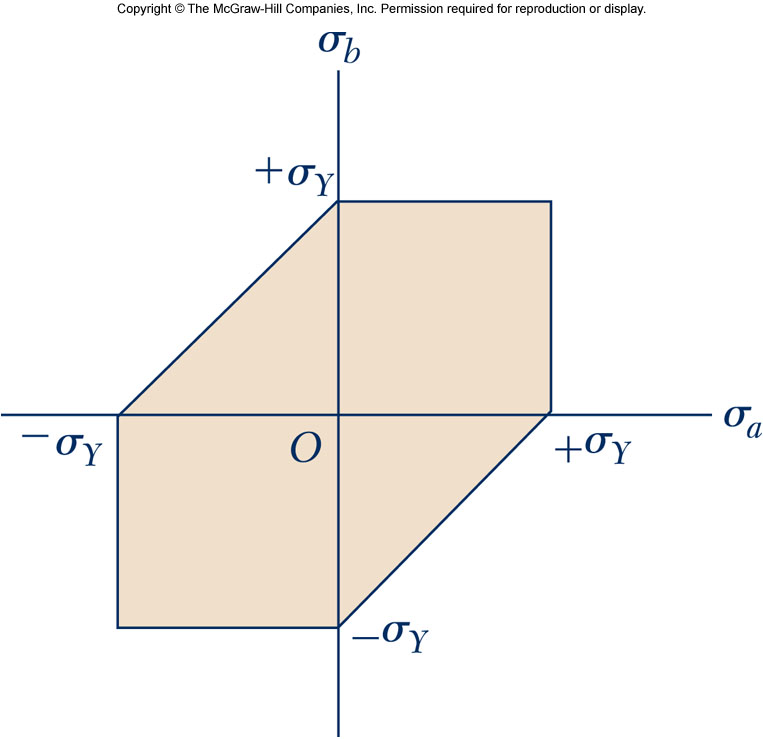 Copyright © The McGraw-Hill Companies, Inc. Permission required for reproduction or display.
σb
+σY
σa
−σY
O
+σY
−σY